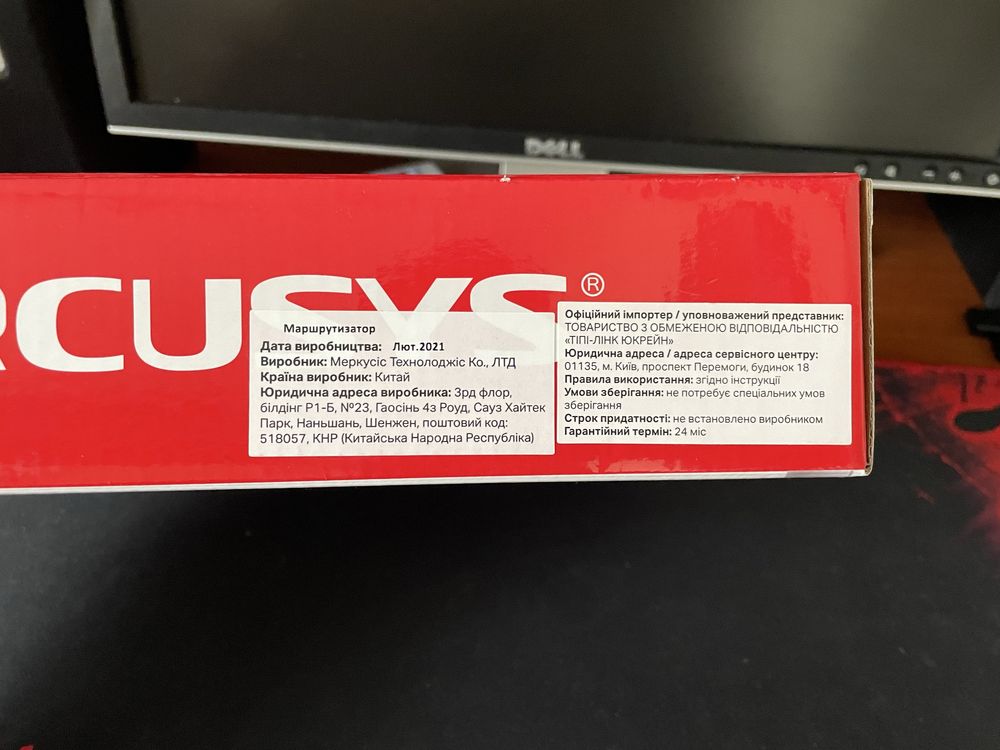 DELL
RCUSYS®
Маршрутизатор
Дата виробництва: Лют.2021
Виробник: Меркусіс Технолоджіс Ко., ЛТД
Країна виробник: Китай
Юридична адреса виробника: 3рд флор,
білдінг Р1-Б, №23, Гаосінь 4з Роуд, Сауз Хайтек
Парк, Наньшань, Шенжен, поштовий код:
518057, КНР (Китайська Народна Республіка)
Офіційний імпортер / уповноважений представник:
ТОВАРИСТВО З ОБМЕЖЕНОЮ ВІДПОВІДАЛЬНІСТЮ
«ТІПІ-ЛІНК ЮКРЕЙН»
Юридична адреса / адреса сервісного центру:
01135, м. Київ, проспект Перемоги, будинок 18
Правила використання: згідно інструкції
Умови зберігання: не потребує спеціальних умов
зберігання
Строк придатності: не встановлено виробником
Гарантійний термін: 24 міс